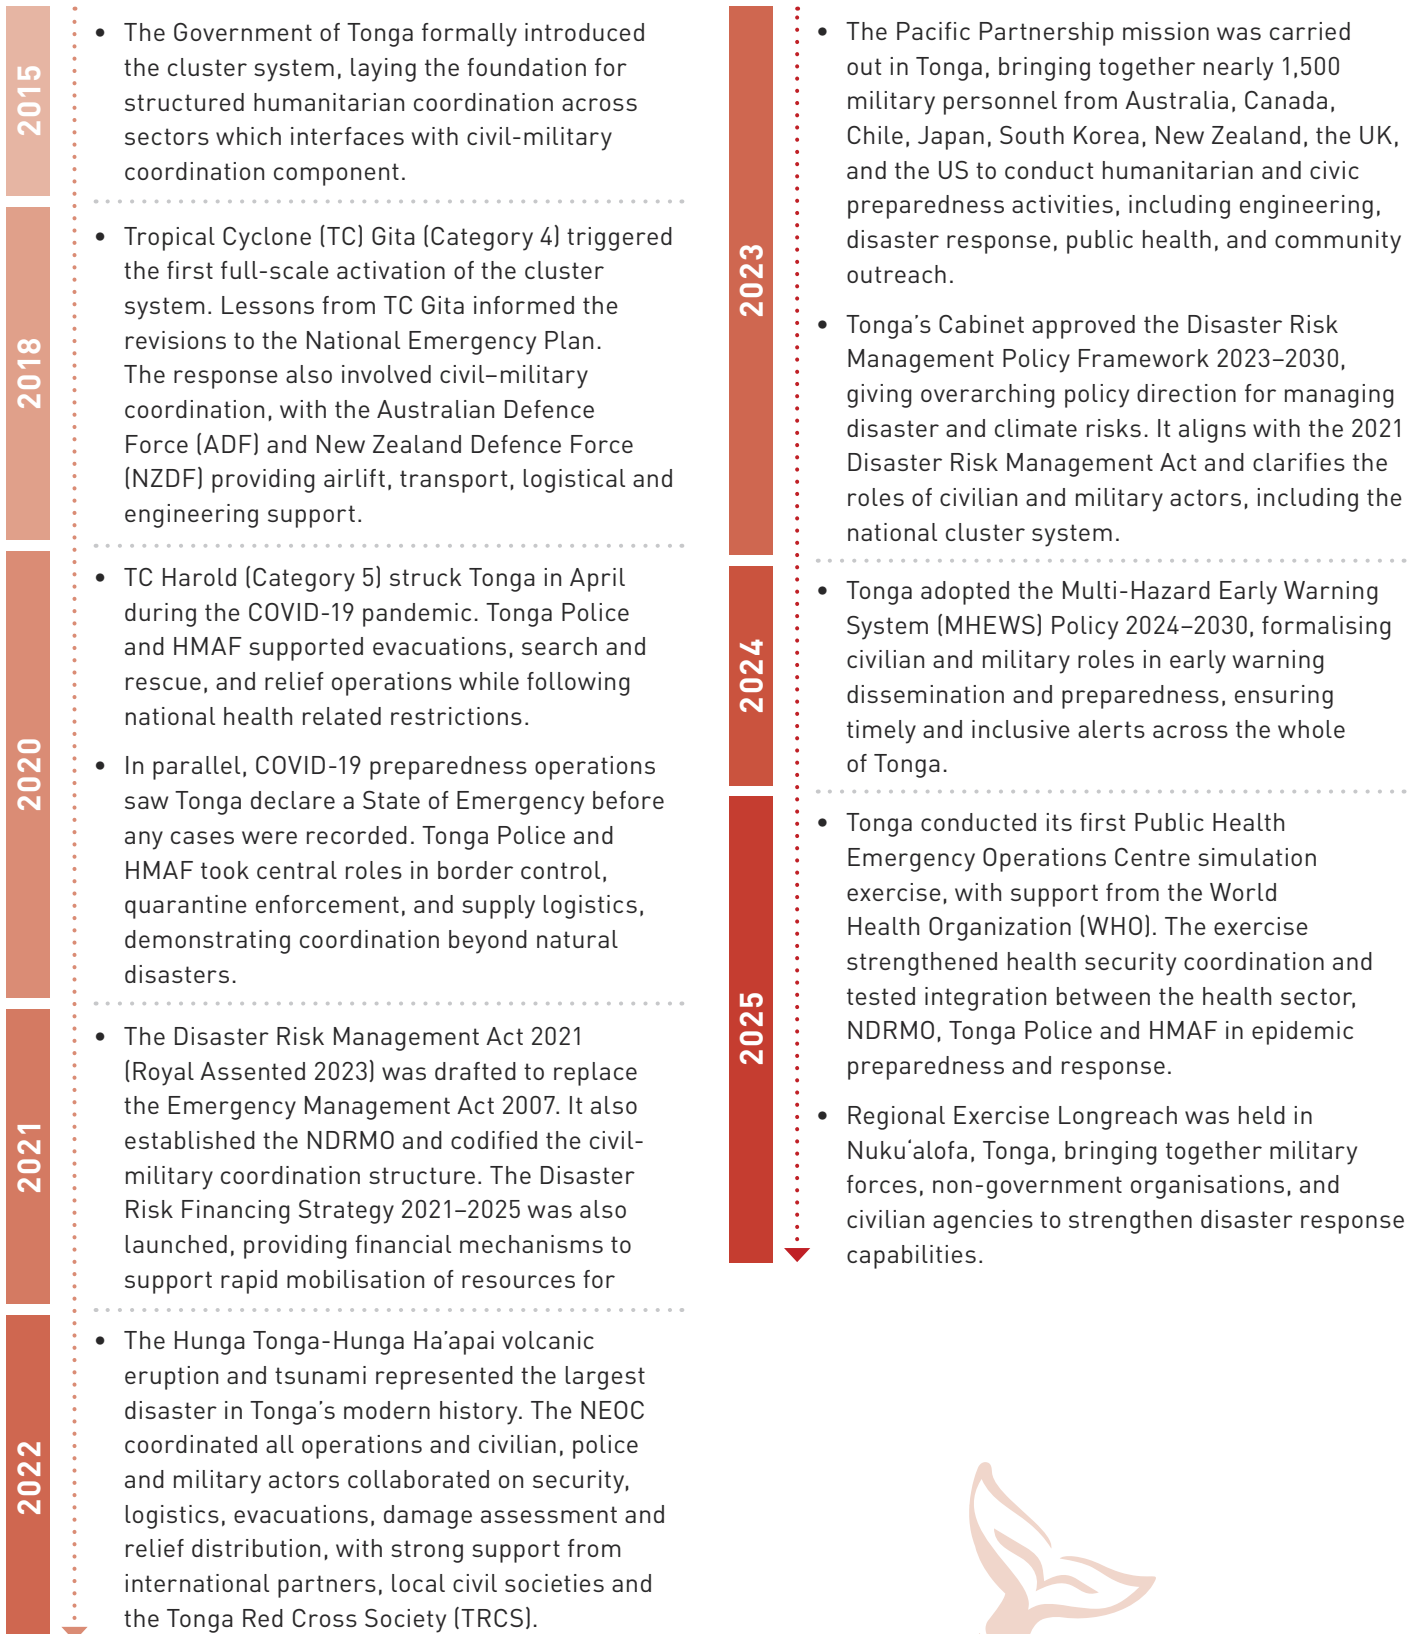 2015
• The Government of Tonga formally introduced
the cluster system, laying the foundation for
structured humanitarian coordination across
sectors which interfaces with civil-military
coordination component.
2018
• Tropical Cyclone (TC) Gita (Category 4) triggered
the first full-scale activation of the cluster
system. Lessons from TC Gita informed the
revisions to the National Emergency Plan.
The response also involved civil–military
coordination, with the Australian Defence
Force (ADF) and New Zealand Defence Force
(NZDF) providing airlift, transport, logistical and
engineering support.
2020
• TC Harold (Category 5) struck Tonga in April
during the COVID-19 pandemic. Tonga Police
and HMAF supported evacuations, search and
rescue, and relief operations while following
national health related restrictions.
• In parallel, COVID-19 preparedness operations
saw Tonga declare a State of Emergency before
any cases were recorded. Tonga Police and
HMAF took central roles in border control,
quarantine enforcement, and supply logistics,
demonstrating coordination beyond natural
disasters.
2021
• The Disaster Risk Management Act 2021
(Royal Assented 2023) was drafted to replace
the Emergency Management Act 2007. It also
established the NDRMO and codified the civil-
military coordination structure. The Disaster
Risk Financing Strategy 2021–2025 was also
launched, providing financial mechanisms to
support rapid mobilisation of resources for
2022
• The Hunga Tonga-Hunga Ha’apai volcanic
eruption and tsunami represented the largest
disaster in Tonga’s modern history. The NEOC
coordinated all operations and civilian, police
and military actors collaborated on security,
logistics, evacuations, damage assessment and
relief distribution, with strong support from
international partners, local civil societies and
the Tonga Red Cross Society (TRCS).
2023
• The Pacific Partnership mission was carried
out in Tonga, bringing together nearly 1,500
military personnel from Australia, Canada,
Chile, Japan, South Korea, New Zealand, the UK,
and the US to conduct humanitarian and civic
preparedness activities, including engineering,
disaster response, public health, and community
outreach.
• Tonga’s Cabinet approved the Disaster Risk
Management Policy Framework 2023–2030,
giving overarching policy direction for managing
disaster and climate risks. It aligns with the 2021
Disaster Risk Management Act and clarifies the
roles of civilian and military actors, including the
national cluster system.
2024
• Tonga adopted the Multi-Hazard Early Warning
System (MHEWS) Policy 2024–2030, formalising
civilian and military roles in early warning
dissemination and preparedness, ensuring
timely and inclusive alerts across the whole
of Tonga.
2025
• Tonga conducted its first Public Health
Emergency Operations Centre simulation
exercise, with support from the World
Health Organization (WHO). The exercise
strengthened health security coordination and
tested integration between the health sector,
NDRMO, Tonga Police and HMAF in epidemic
preparedness and response.
• Regional Exercise Longreach was held in
Nuku‘alofa, Tonga, bringing together military
forces, non-government organisations, and
civilian agencies to strengthen disaster response
capabilities.